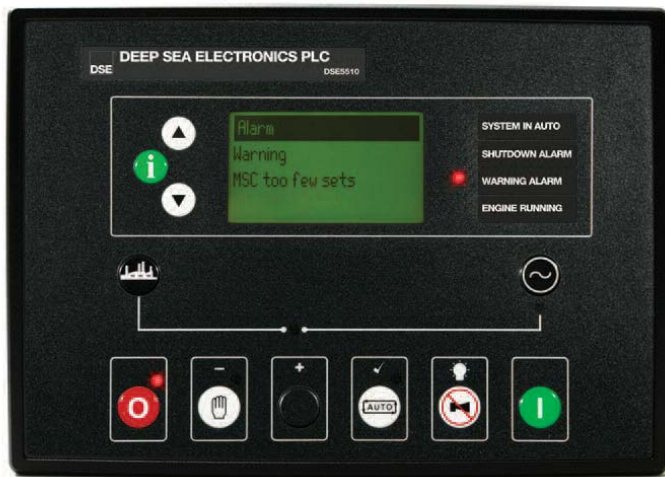 DEEP SEA ELECTRONICS PLC
DSE
DSE5510
Alarm
Warning
MSC too few sets
SYSTEM IN AUTO
SHUTDOWN ALARM
WARNING ALARM
ENGINE RUNNING
i
- + ✓
O
AUTO
I